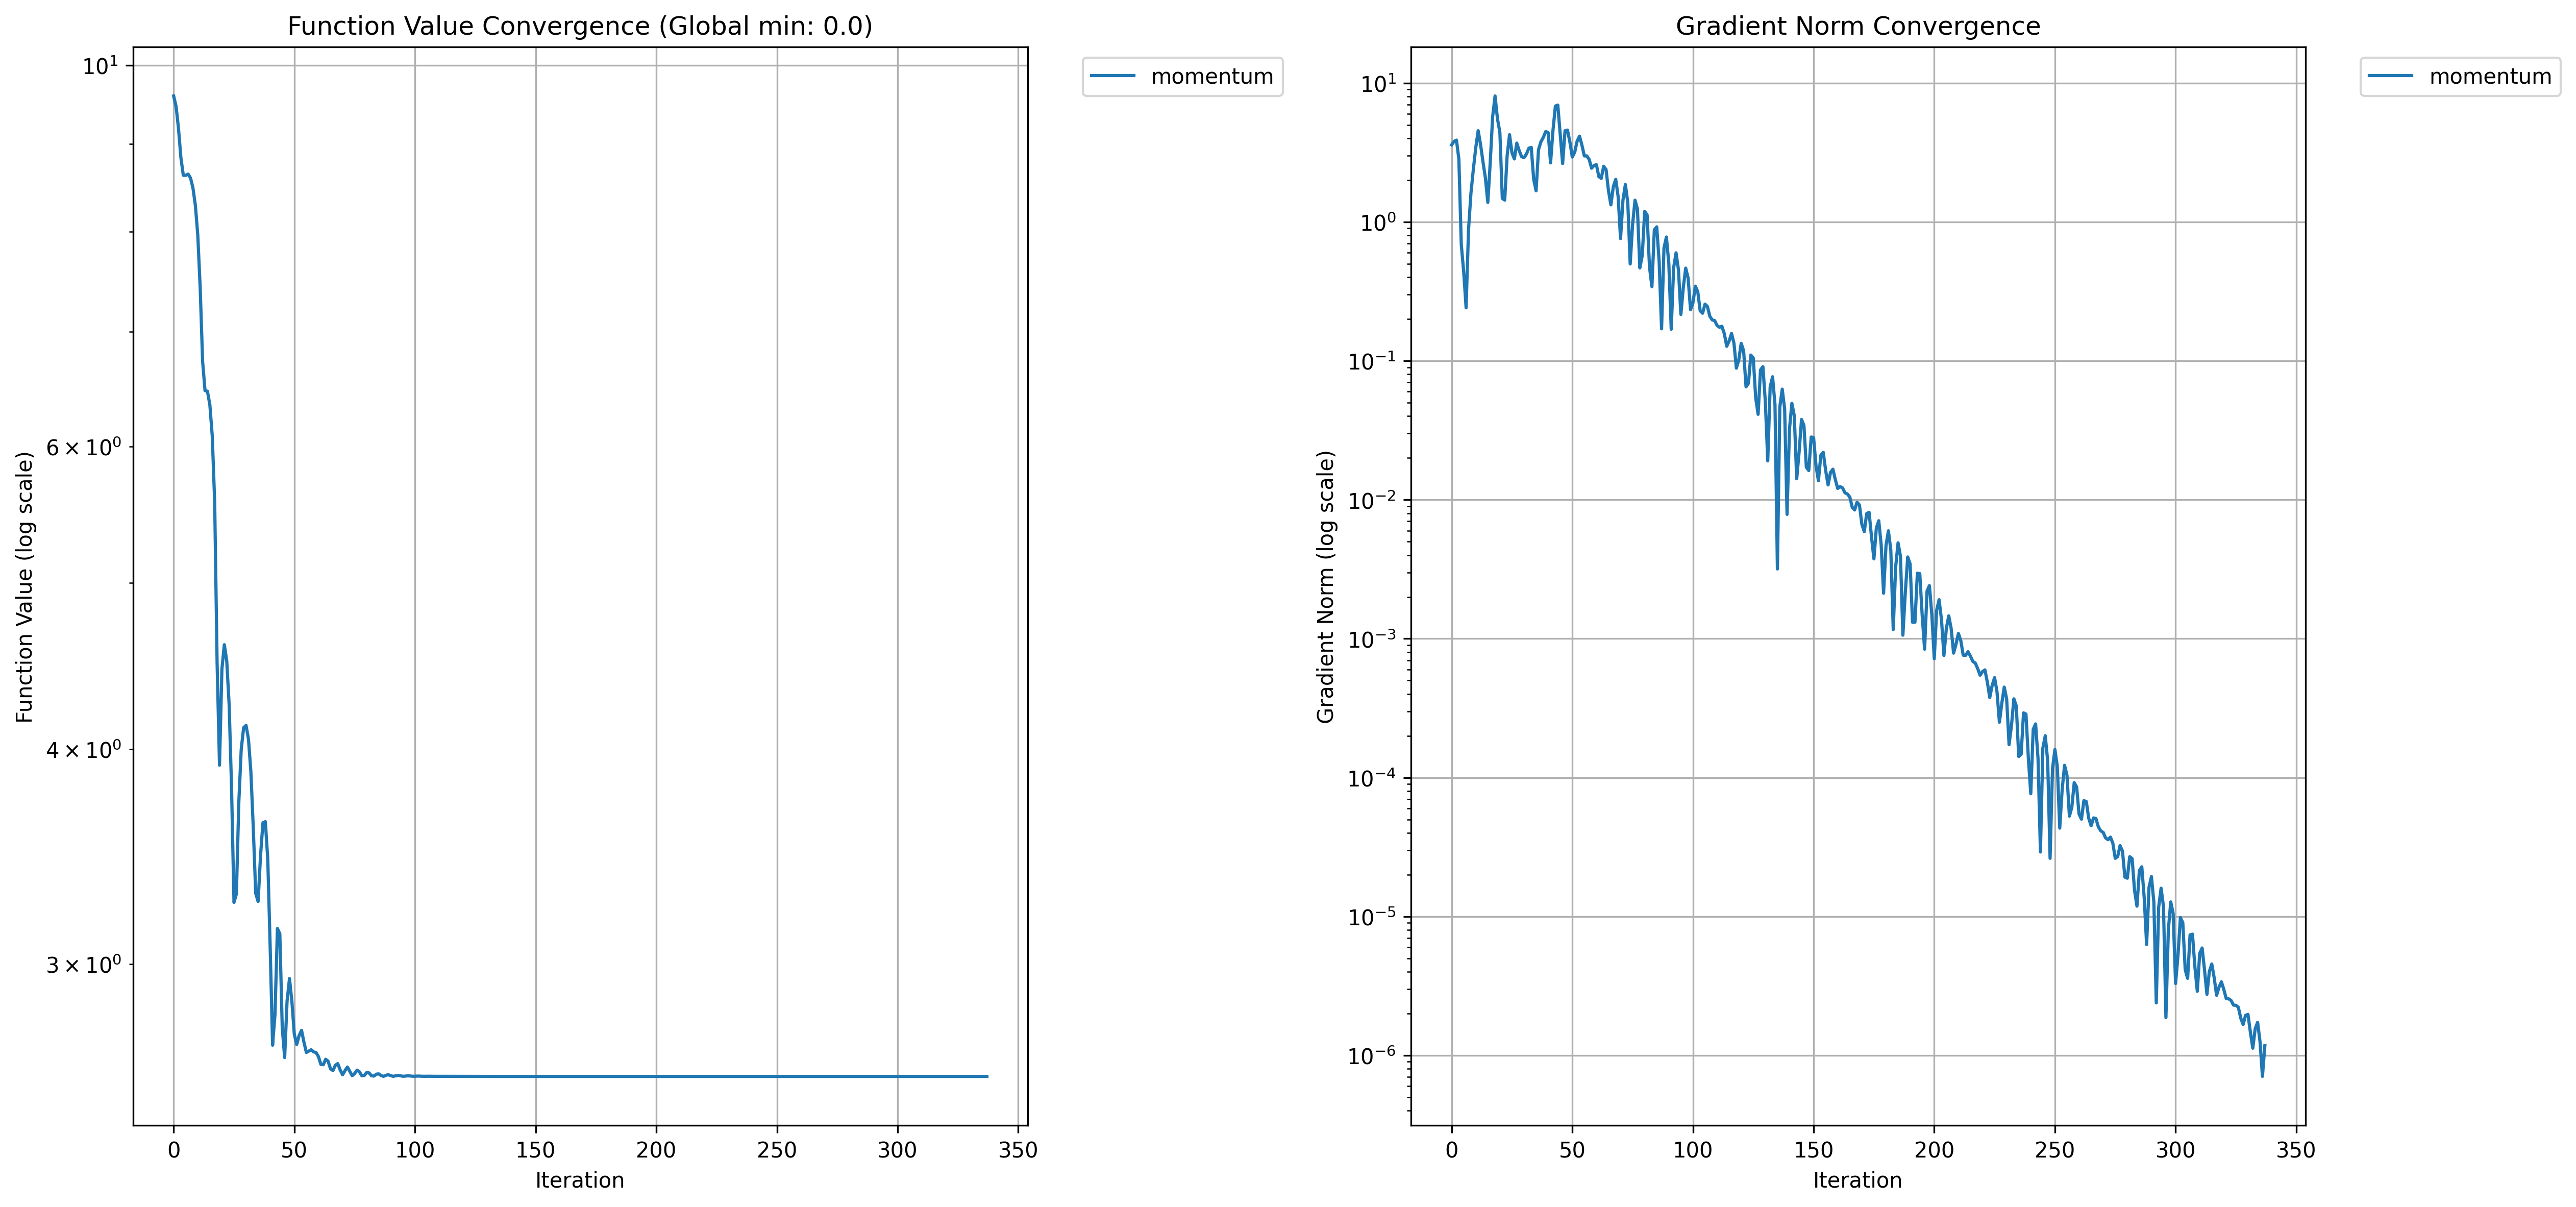 Function Value Convergence (Global min: 0.0)
Function Value (log scale)
10¹
6 × 10⁰
4 × 10⁰
3 × 10⁰
0 50 100 150 200 250 300 350
Iteration
momentum
Gradient Norm Convergence
Gradient Norm (log scale)
10¹
10⁰
10⁻¹
10⁻²
10⁻³
10⁻⁴
10⁻⁵
10⁻⁶
0 50 100 150 200 250 300 350
Iteration
momentum